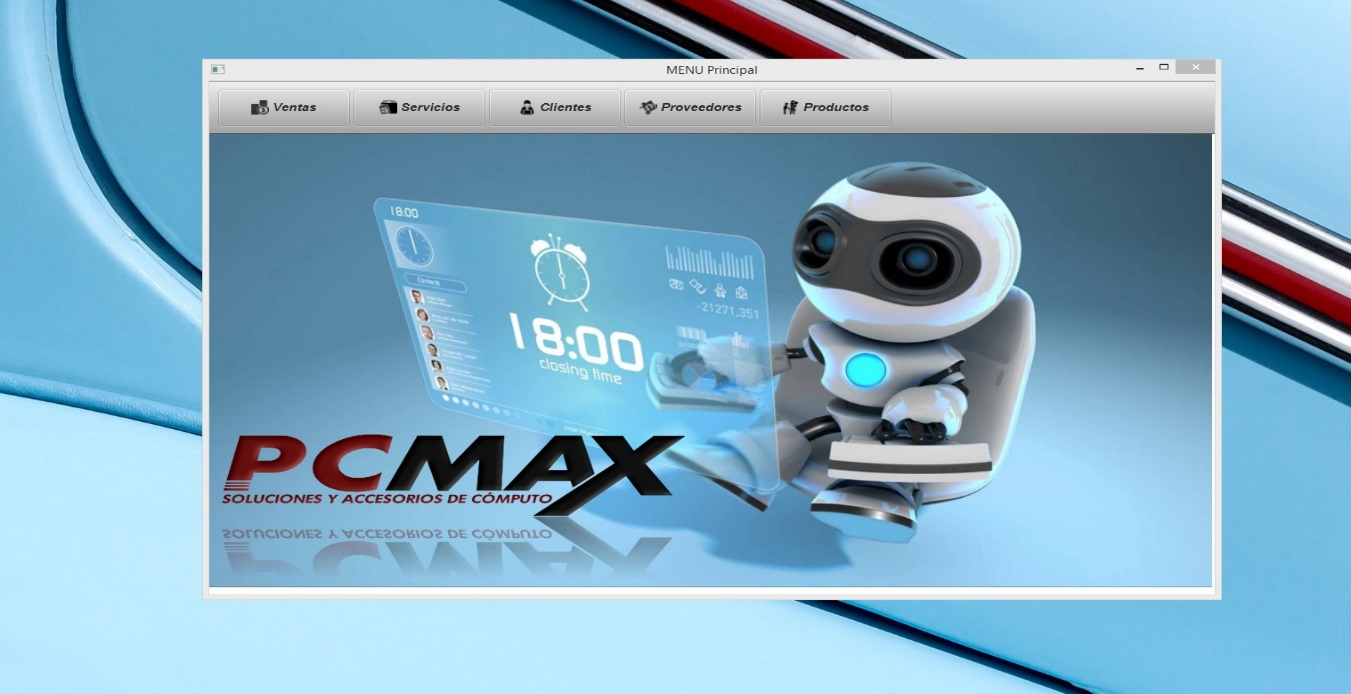 MENU Principal
Ventas
Servicios
Clientes
Proveedores
Productos
18:00
Contacts
-21271,351
18:00
closing time
PCMAX
SOLUCIONES Y ACCESORIOS DE CÓMPUTO